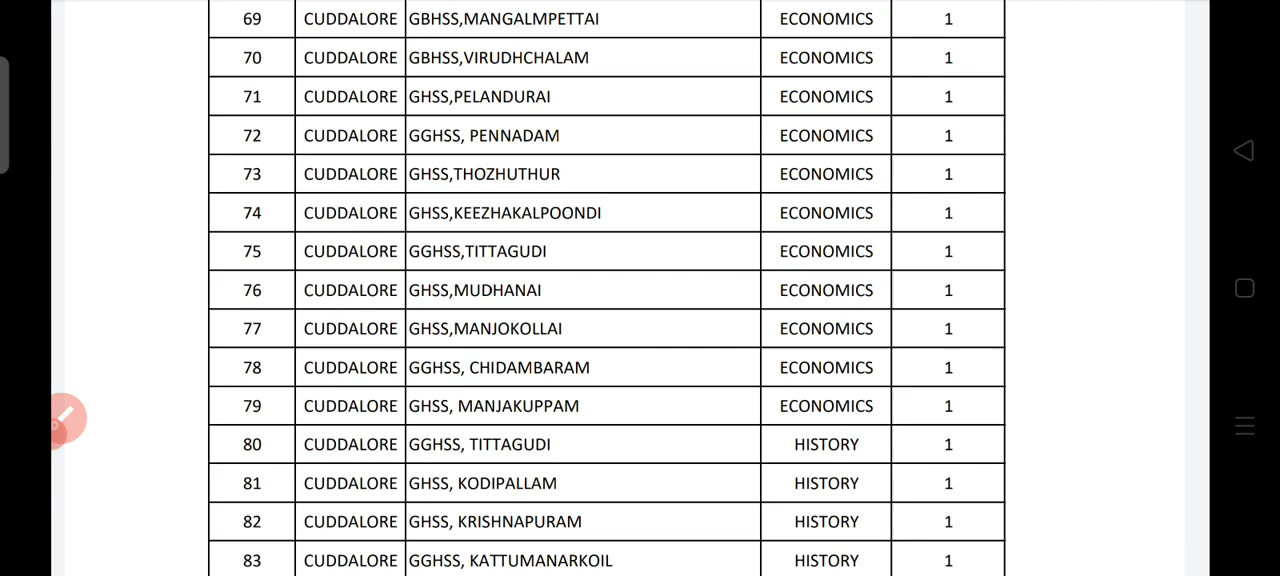 69 CUDDALORE GBHSS,MANGALMPETTAI ECONOMICS 1
70 CUDDALORE GBHSS,VIRUDHCHALAM ECONOMICS 1
71 CUDDALORE GHSS,PELANDURAI ECONOMICS 1
72 CUDDALORE GGHSS, PENNADAM ECONOMICS 1
73 CUDDALORE GHSS,THOZHUTHUR ECONOMICS 1
74 CUDDALORE GHSS,KEEZHAKALPOONDI ECONOMICS 1
75 CUDDALORE GGHSS,TITTAGUDI ECONOMICS 1
76 CUDDALORE GHSS,MUDHANAI ECONOMICS 1
77 CUDDALORE GHSS,MANJOKOLLAI ECONOMICS 1
78 CUDDALORE GGHSS, CHIDAMBARAM ECONOMICS 1
79 CUDDALORE GHSS, MANJAKUPPAM ECONOMICS 1
80 CUDDALORE GGHSS, TITTAGUDI HISTORY 1
81 CUDDALORE GHSS, KODIPALLAM HISTORY 1
82 CUDDALORE GHSS, KRISHNAPURAM HISTORY 1
83 CUDDALORE GGHSS, KATTUMANARKOIL HISTORY 1